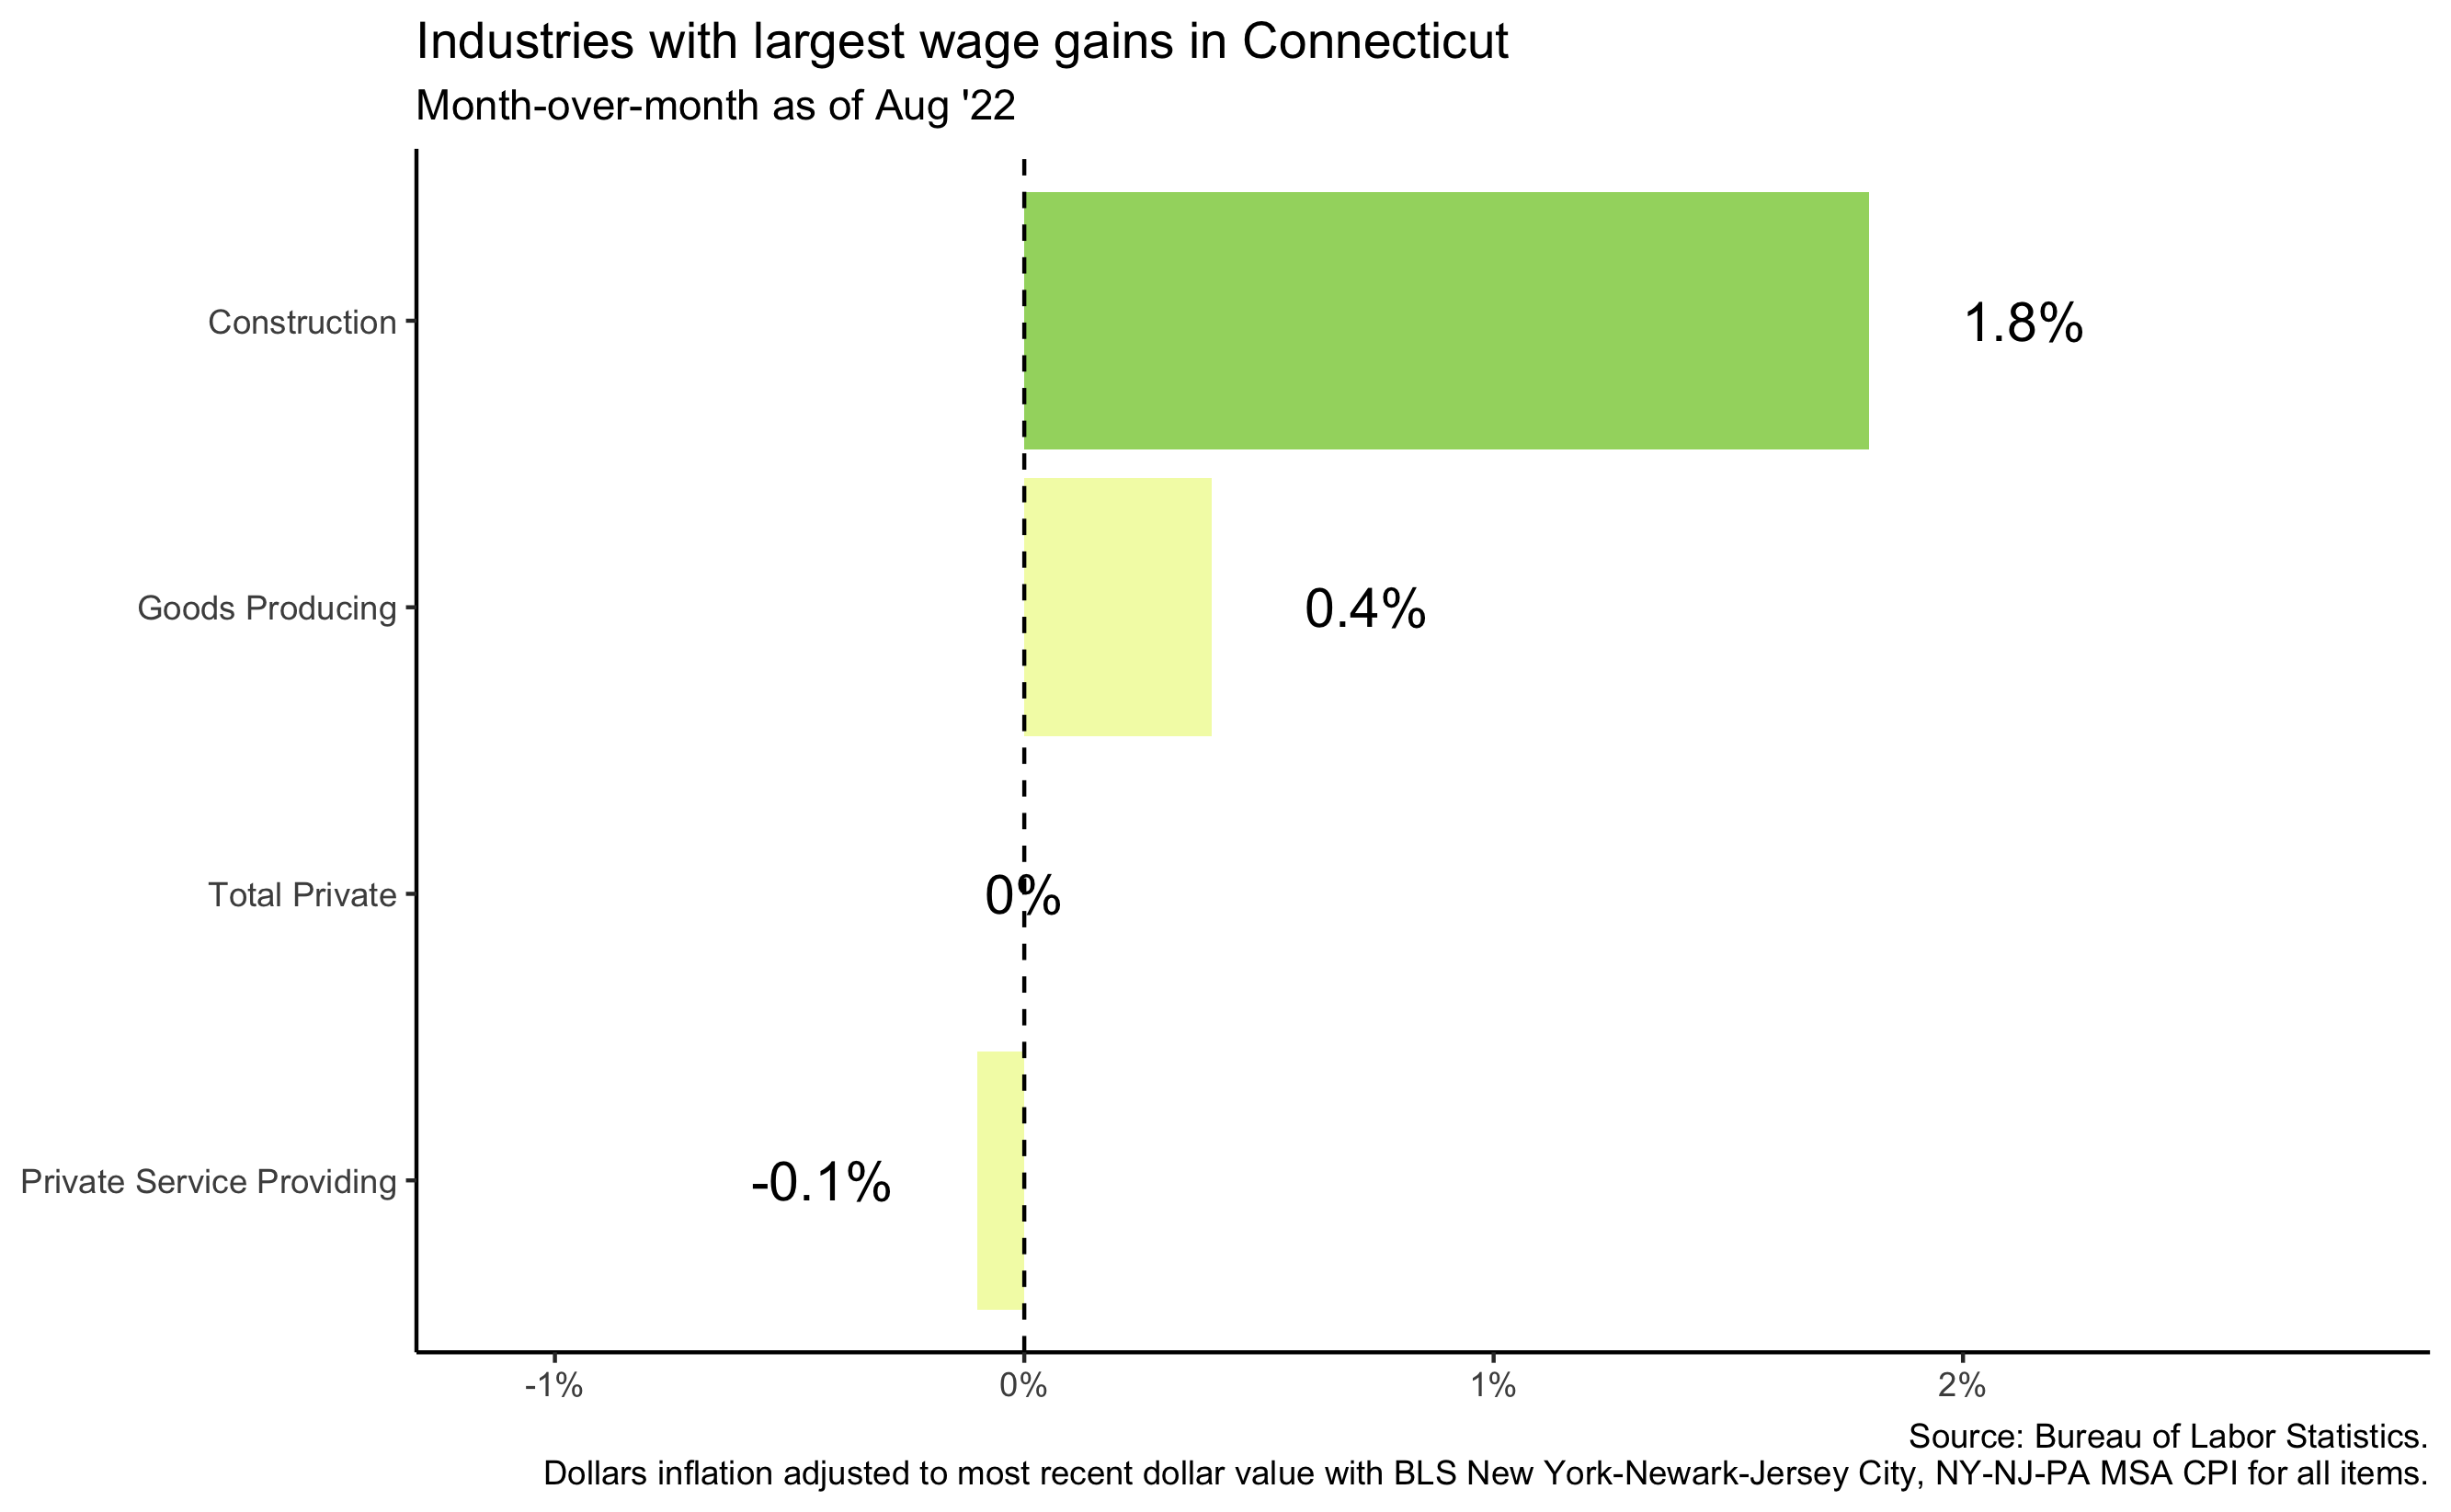 Industries with largest wage gains in Connecticut
Month-over-month as of Aug '22
Construction
1.8%
Goods Producing
0.4%
Total Private
0%
Private Service Providing
-0.1%
-1%
0%
1%
2%
Source: Bureau of Labor Statistics.
Dollars inflation adjusted to most recent dollar value with BLS New York-Newark-Jersey City, NY-NJ-PA MSA CPI for all items.